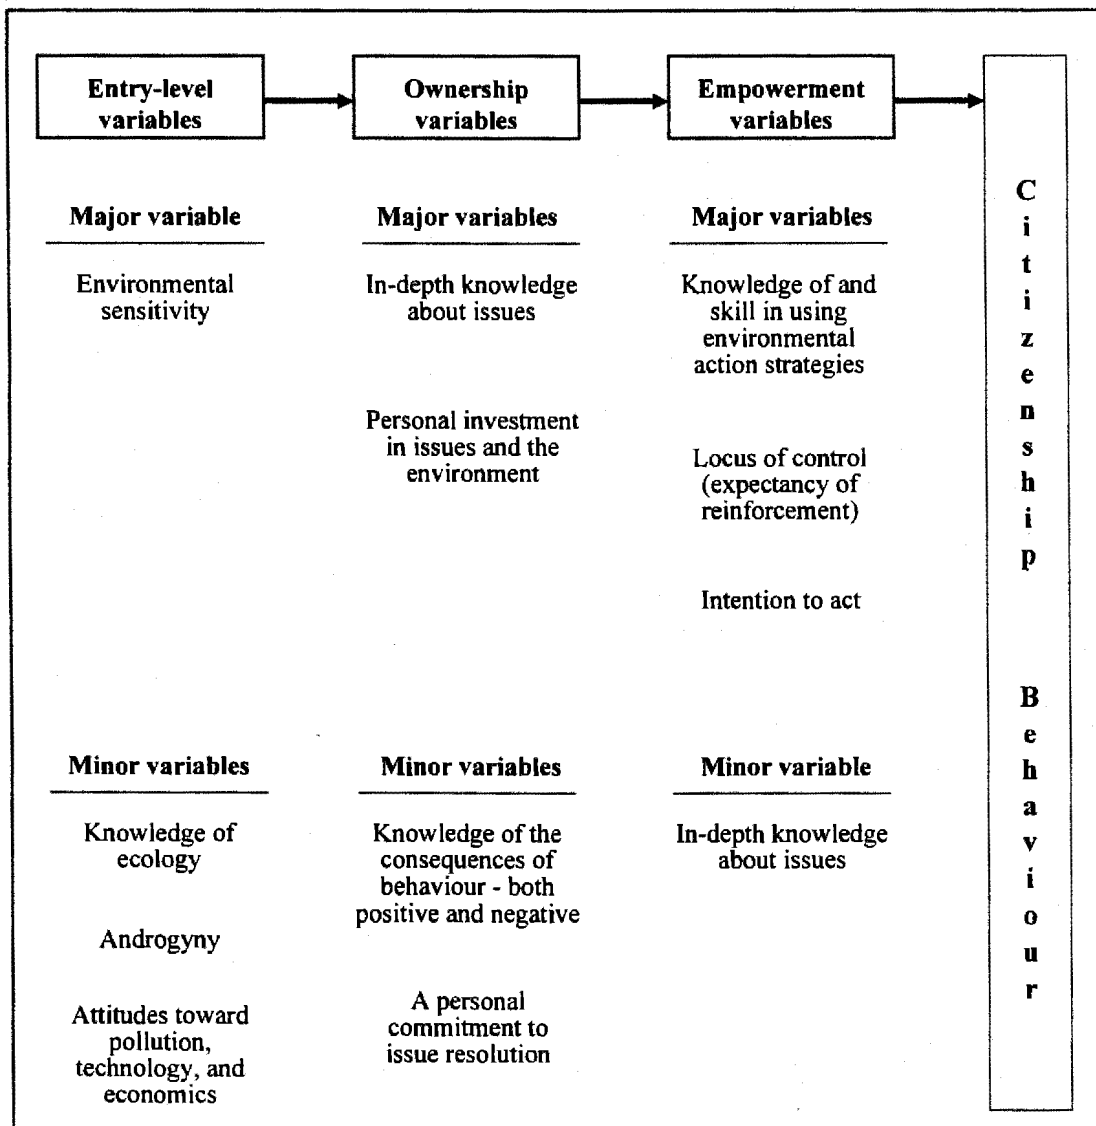 Entry-level
variables
Ownership
variables
Empowerment
variables
Major variable
Environmental
sensitivity
Major variables
In-depth knowledge
about issues
Personal investment
in issues and the
environment
Major variables
Knowledge of and
skill in using
environmental
action strategies
Locus of control
(expectancy of
reinforcement)
Intention to act
Minor variables
Knowledge of
ecology
Androgyny
Attitudes toward
pollution,
technology, and
economics
Minor variables
Knowledge of the
consequences of
behaviour - both
positive and negative
A personal
commitment to
issue resolution
Minor variable
In-depth knowledge
about issues
Citizenship Behaviour